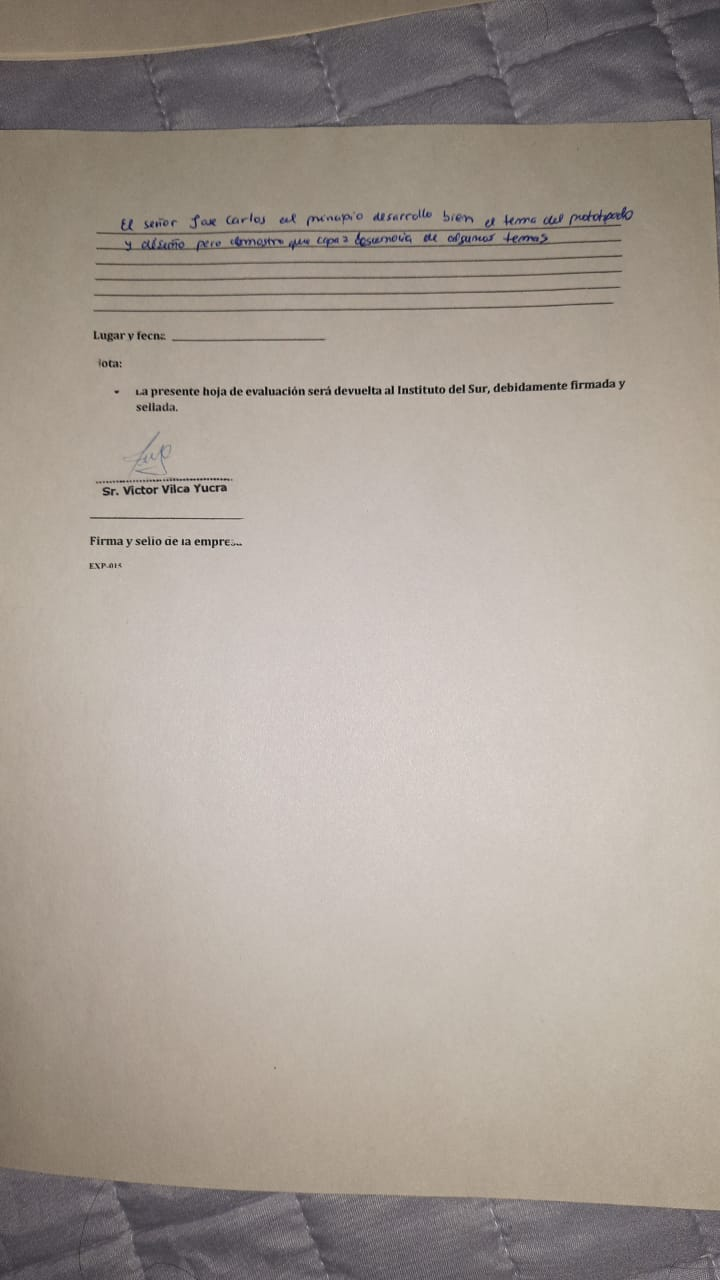 El señor Jose Carlos al principio desarrollo bien el tema del prototipado
y diseño pero demostro que de algunos temas
Lugar y fecha
Nota:
- La presente hoja de evaluación será devuelta al Instituto del Sur, debidamente firmada y
sellada.
Sr. Victor Vilca Yucra
Firma y sello de la empresa
EXP-015